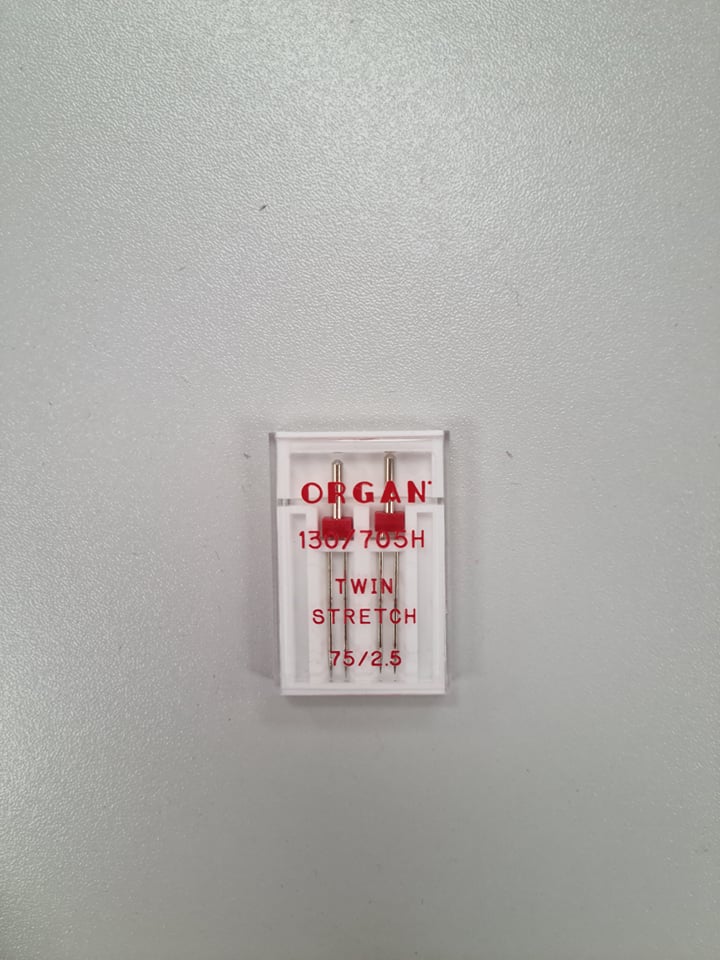 ORGAN
130/705H
TWIN
STRETCH
75/2.5